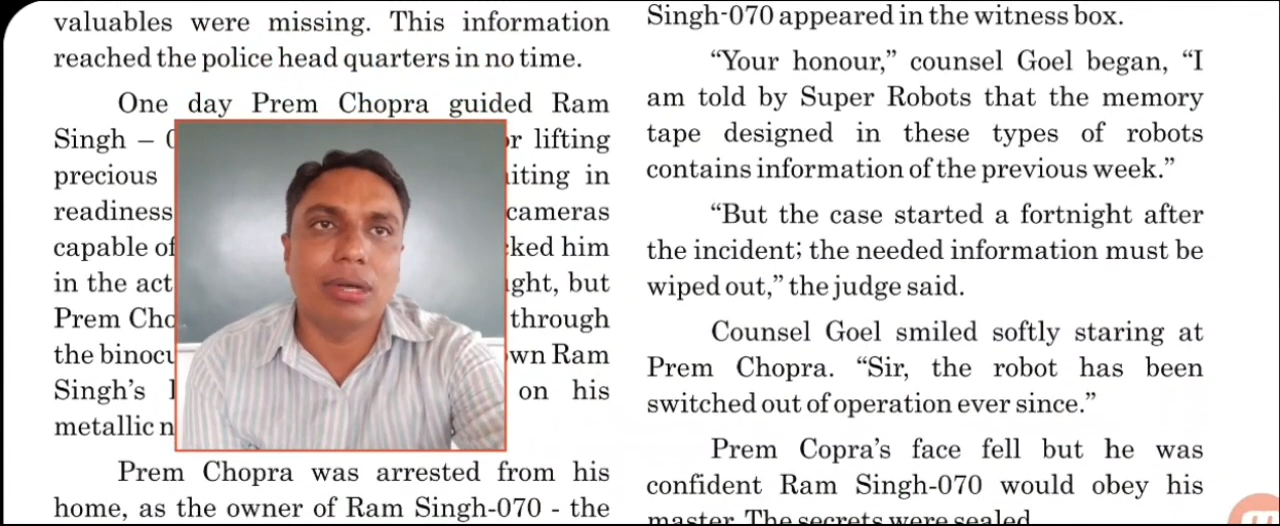 valuables were missing. This information
reached the police head quarters in no time.
One day Prem Chopra guided Ram
Singh –
r lifting
precious
iting in
readiness
cameras
capable of
cked him
in the act
ght, but
Prem Cho
through
the binocu
wn Ram
Singh's
on his
metallic n
Prem Chopra was arrested from his
home, as the owner of Ram Singh-070 - the
Singh-070 appeared in the witness box.
“Your honour,” counsel Goel began, “I
am told by Super Robots that the memory
tape designed in these types of robots
contains information of the previous week.”
“But the case started a fortnight after
the incident; the needed information must be
wiped out,” the judge said.
Counsel Goel smiled softly staring at
Prem Chopra. “Sir, the robot has been
switched out of operation ever since.”
Prem Copra's face fell but he was
confident Ram Singh-070 would obey his
master. The secrets were sealed